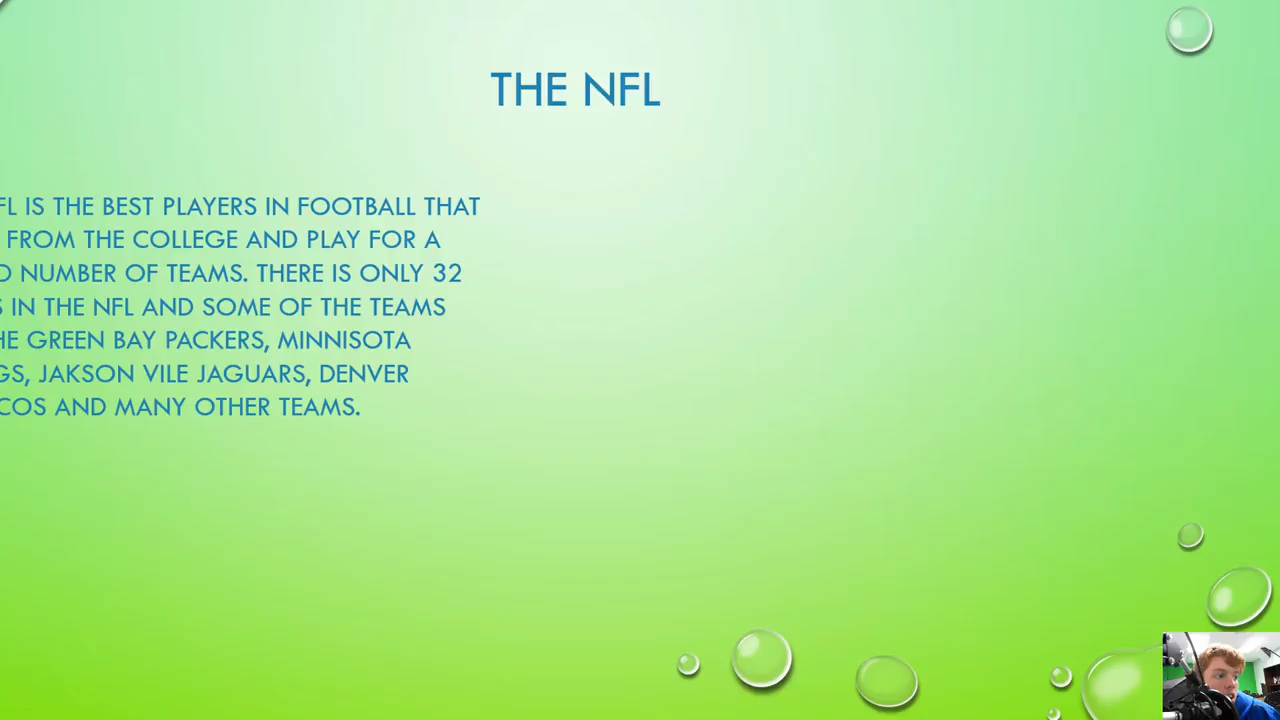 THE NFL
FL IS THE BEST PLAYERS IN FOOTBALL THAT
FROM THE COLLEGE AND PLAY FOR A
D NUMBER OF TEAMS. THERE IS ONLY 32
S IN THE NFL AND SOME OF THE TEAMS
HE GREEN BAY PACKERS, MINNISOTA
GS, JAKSON VILE JAGUARS, DENVER
COS AND MANY OTHER TEAMS.